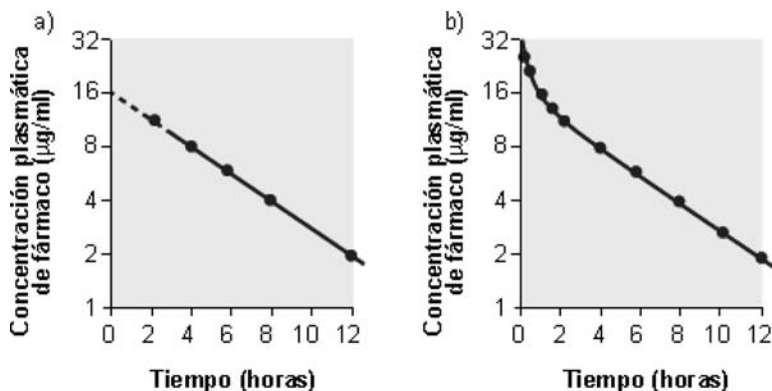 a)
Concentración plasmática
de fármaco (µg/ml)
32
16
8
4
2
1
0 2 4 6 8 10 12
Tiempo (horas)
b)
Concentración plasmática
de fármaco (µg/ml)
32
16
8
4
2
1
0 2 4 6 8 10 12
Tiempo (horas)